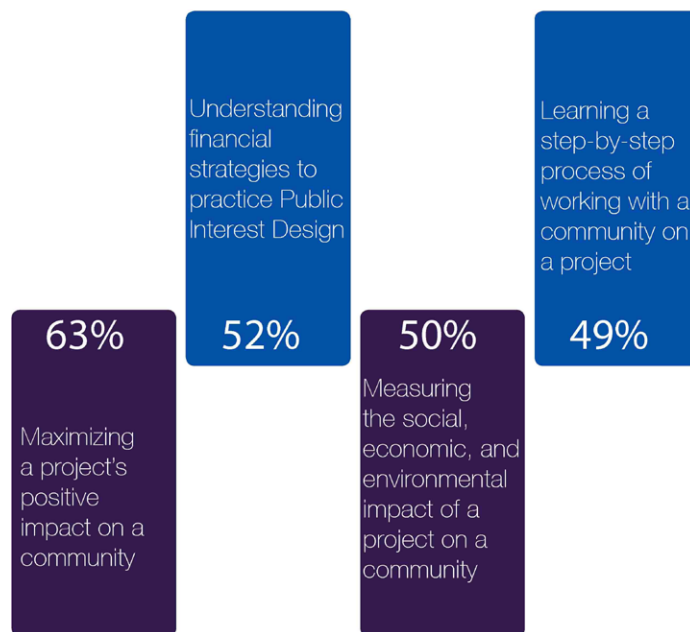 63%
Maximizing
a project's
positive
impact on a
community
Understanding
financial
strategies to
practice Public
Interest Design
52%
50%
Measuring
the social,
economic, and
environmental
impact of a
project on a
community
Learning a
step-by-step
process of
working with a
community on
a project
49%